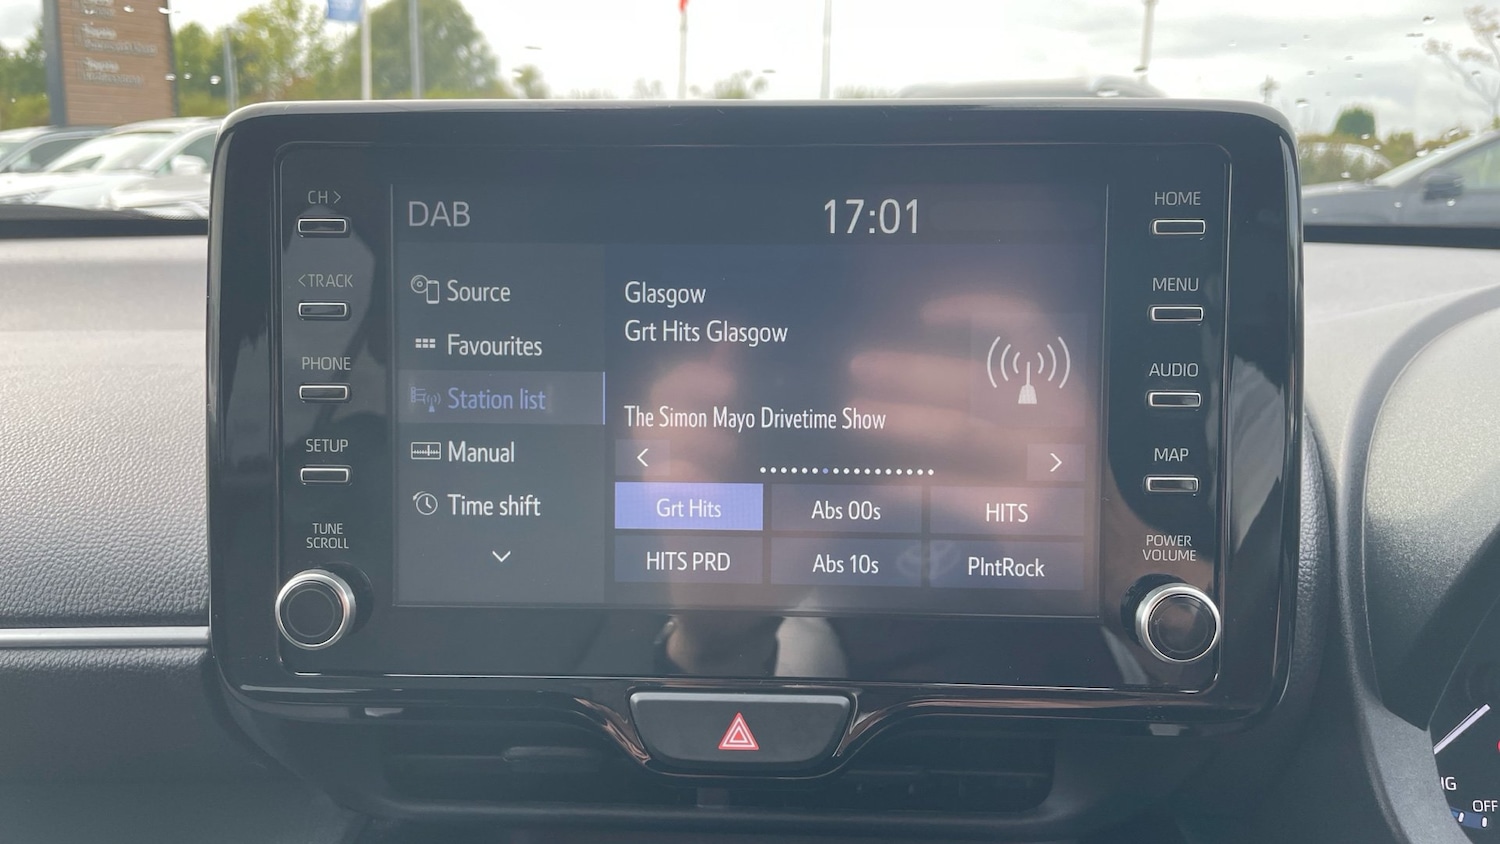 CH >
<TRACK
PHONE
SETUP
TUNE
SCROLL
DAB
17:01
Source
Favourites
Station list
Manual
Time shift
Glasgow
Grt Hits Glasgow
The Simon Mayo Drivetime Show
<
>
Grt Hits
Abs 00s
HITS
HITS PRD
Abs 10s
PlntRock
HOME
MENU
AUDIO
MAP
POWER
VOLUME
OFF